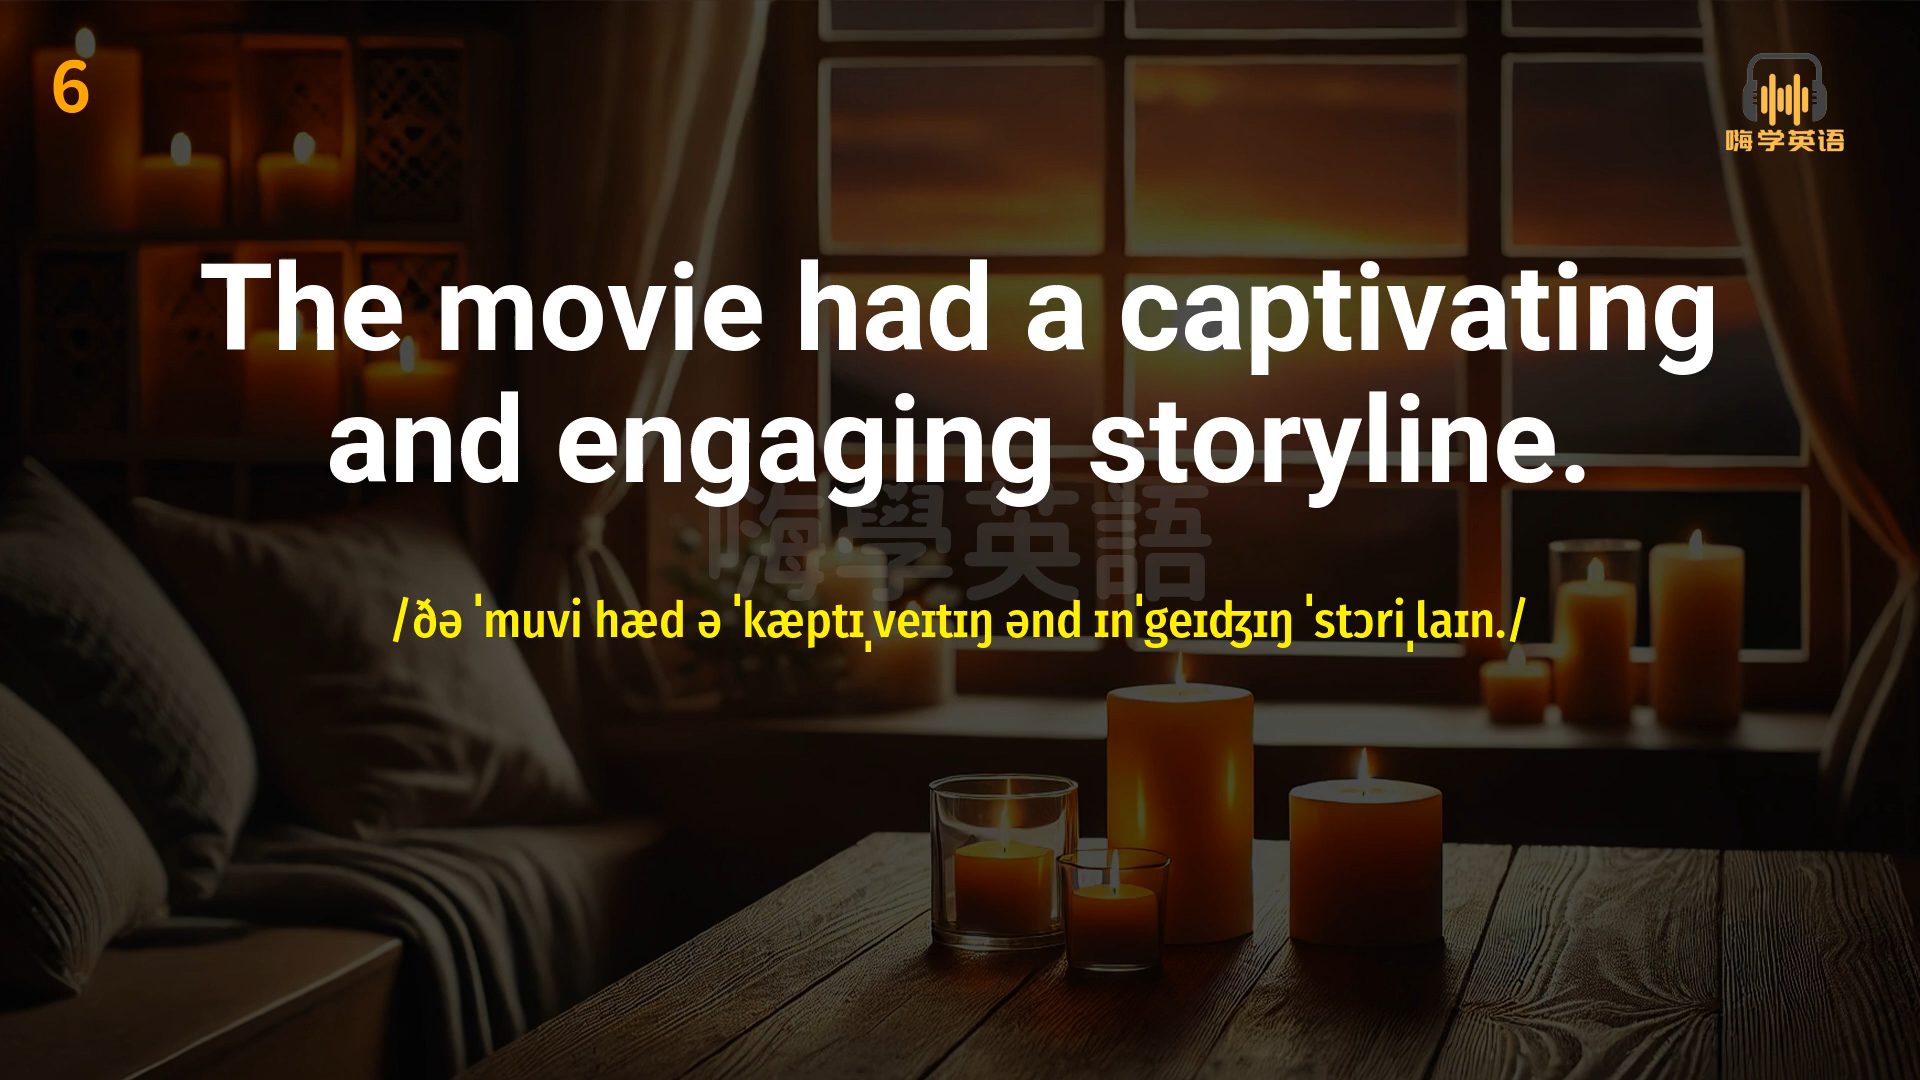 6
嗨学英语
The movie had a captivating
and engaging storyline.
嗨學英語
/ðə ˈmuvi hæd ə ˈkæptɪˌveɪtɪŋ ənd ɪnˈgeɪʤɪŋ ˈstɔriˌlaɪn./